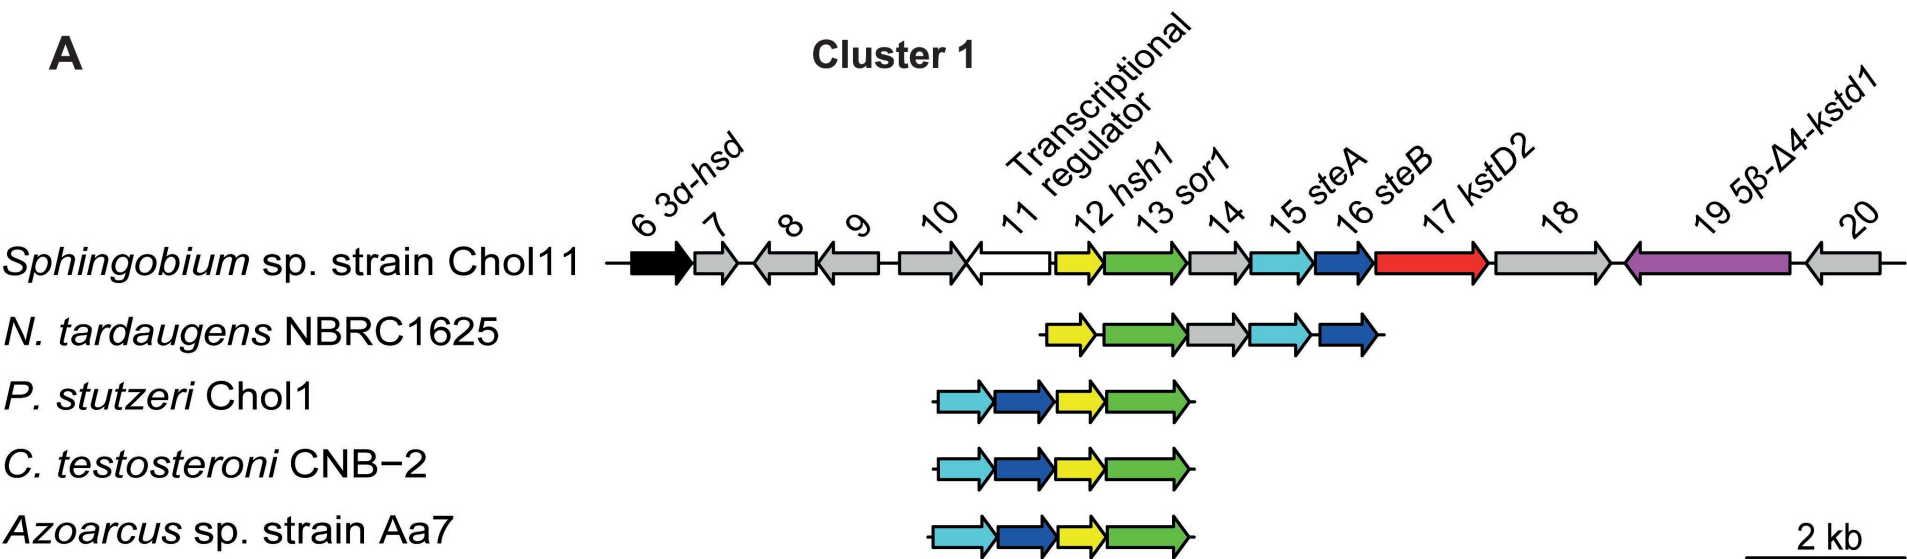 A
Cluster 1
6 3α-hsd
7
8
9
10
11 Transcriptional
regulator
12 hsh1
13 sor1
14
15 steA
16 steB
17 kstD2
18
19 5β-Δ4-kstd1
20
Sphingobium sp. strain Chol11
N. tardaugens NBRC1625
P. stutzeri Chol1
C. testosteroni CNB−2
Azoarcus sp. strain Aa7
2 kb